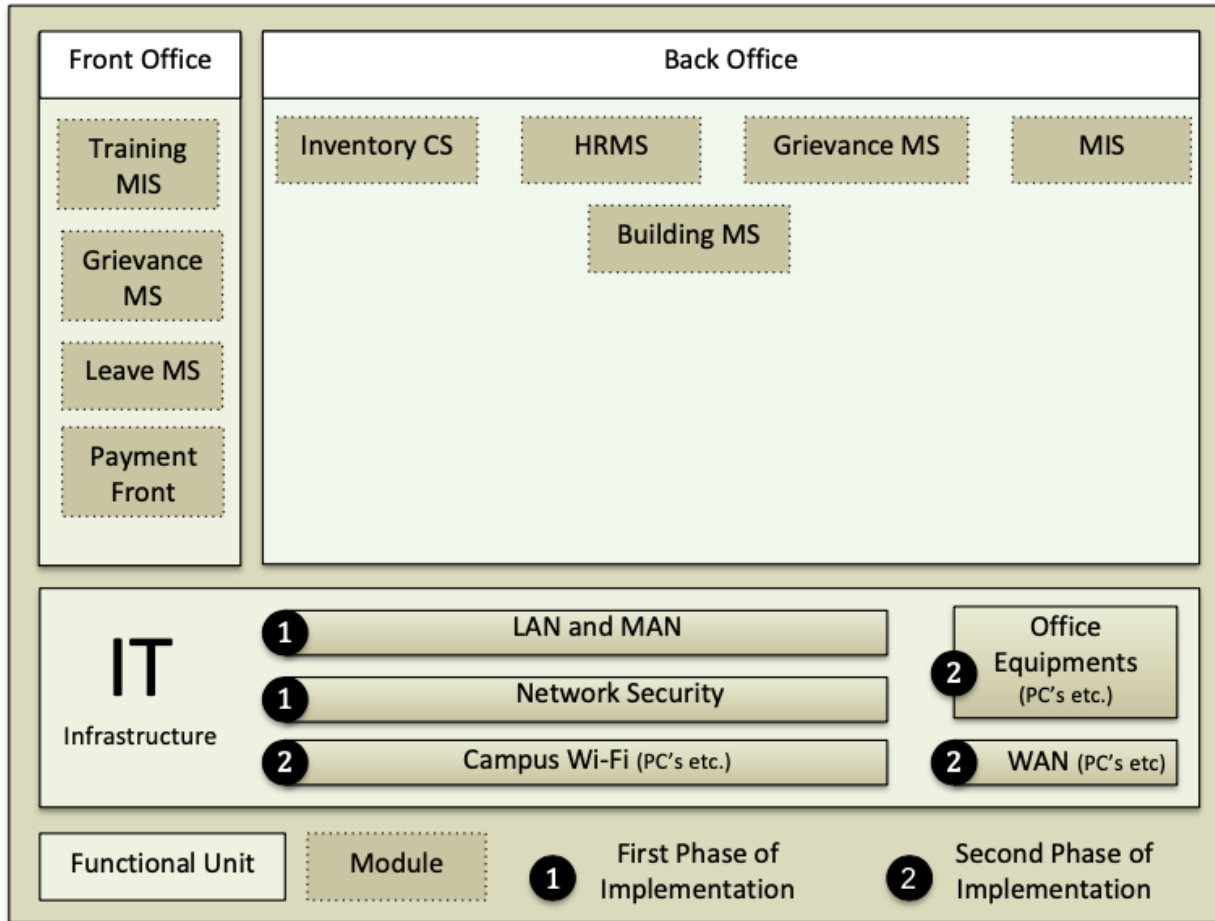 Front Office
Training
MIS
Grievance
MS
Leave MS
Payment
Front
Back Office
Inventory CS
HRMS
Grievance MS
MIS
Building MS
IT
Infrastructure
1 LAN and MAN
1 Network Security
2 Campus Wi-Fi (PC's etc.)
2
Office
Equipments
(PC's etc.)
2 WAN (PC's etc)
Functional Unit
Module
1
First Phase of
Implementation
2
Second Phase of
Implementation